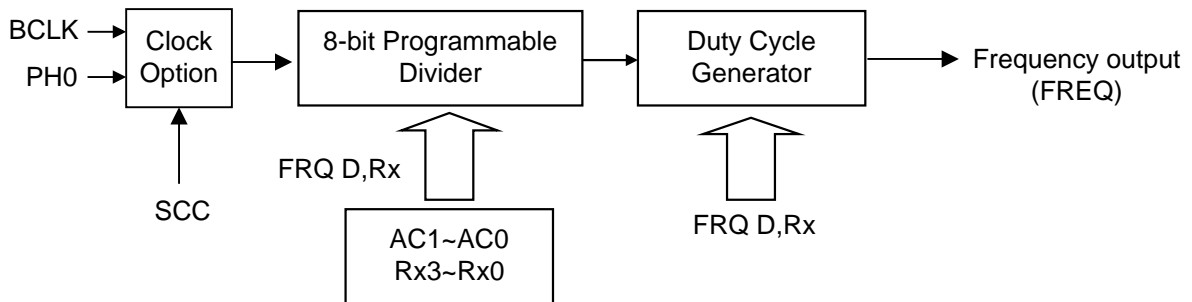 BCLK
PH0
Clock
Option
SCC
8-bit Programmable
Divider
FRQ D,Rx
AC1~AC0
Rx3~Rx0
Duty Cycle
Generator
FRQ D,Rx
Frequency output
(FREQ)